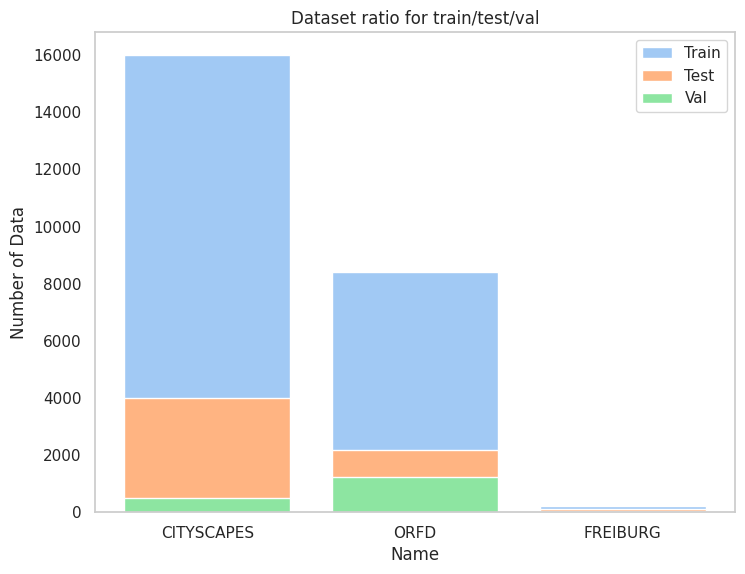 Dataset ratio for train/test/val
Train
Test
Val
Number of Data
16000
14000
12000
10000
8000
6000
4000
2000
0
CITYSCAPES ORFD FREIBURG
Name